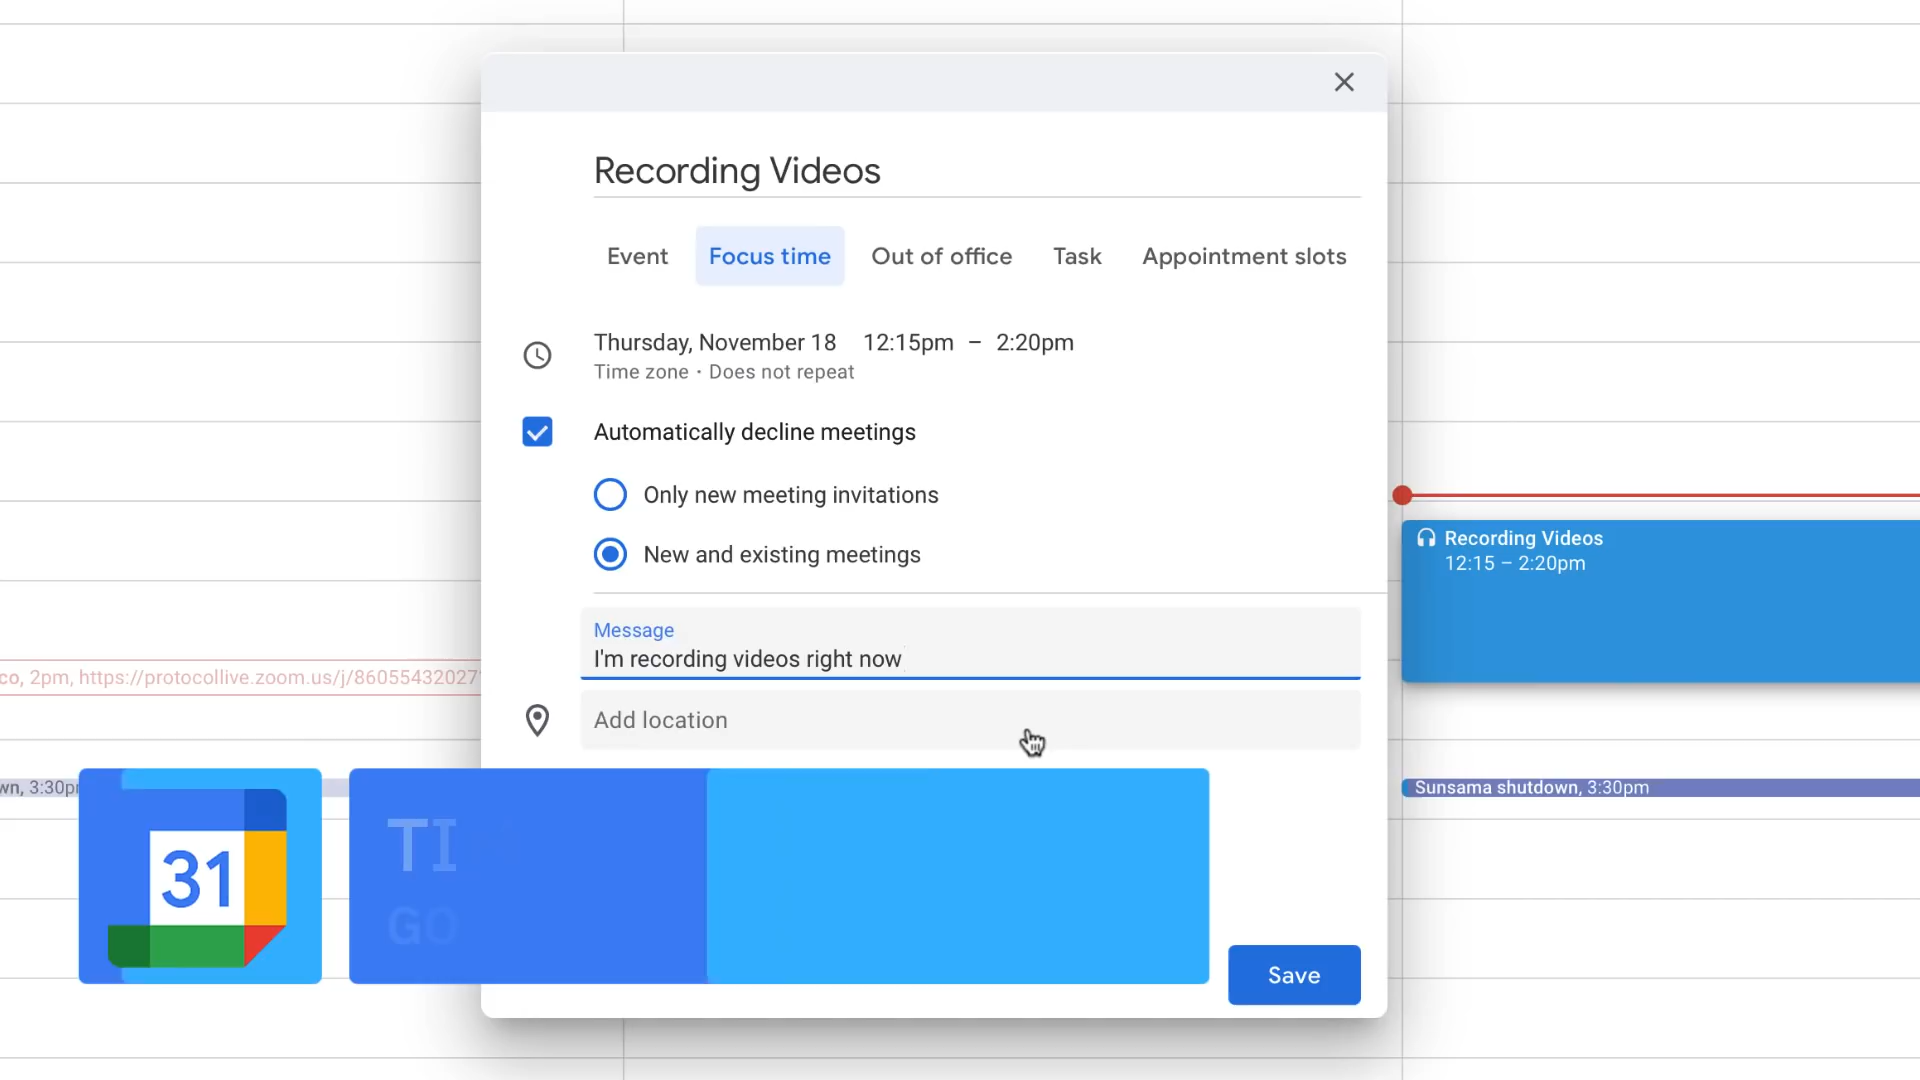 Recording Videos
Event Focus time Out of office Task Appointment slots
Thursday, November 18 12:15pm – 2:20pm
Time zone · Does not repeat
Automatically decline meetings
Only new meeting invitations
New and existing meetings
Message
I'm recording videos right now
Add location
Save
co, 2pm, https://protocollive.zoom.us/j/86055432027
wn, 3:30p
31
TI
GO
Recording Videos
12:15 – 2:20pm
Sunsama shutdown, 3:30pm